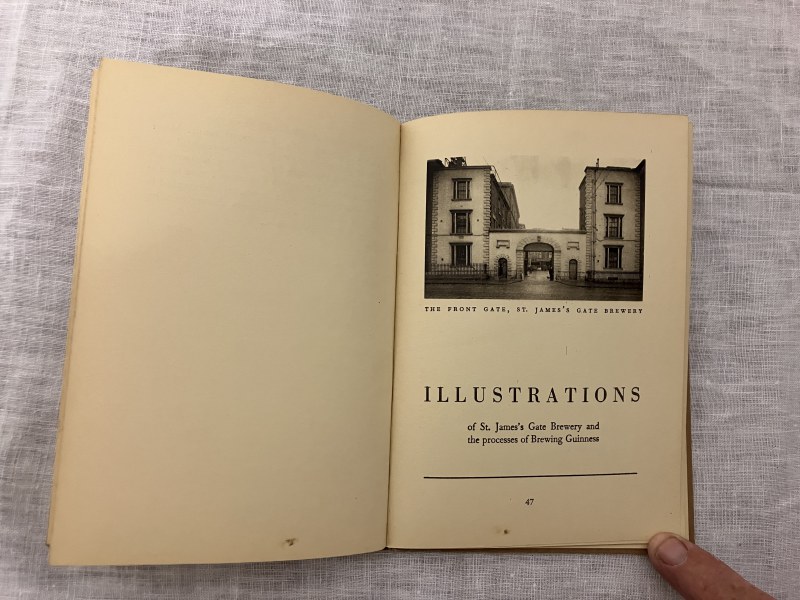 THE FRONT GATE, ST. JAMES'S GATE BREWERY
ILLUSTRATIONS
of St. James's Gate Brewery and
the processes of Brewing Guinness
47